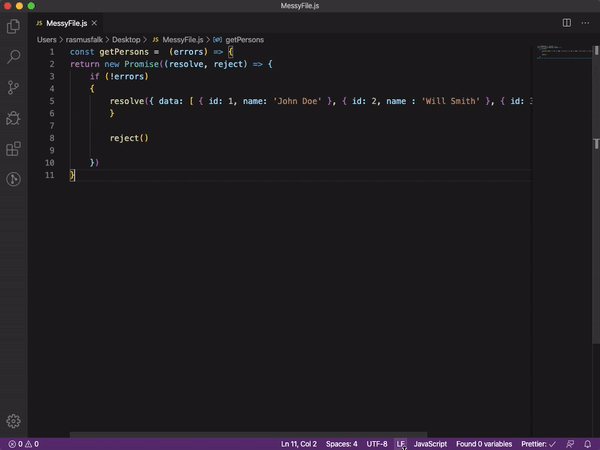 MessyFile.js
JS MessyFile.js ×
Users > rasmusfalk > Desktop > JS MessyFile.js > getPersons
1 const getPersons =  (errors) => {
2 return new Promise((resolve, reject) => {
3     if (!errors)
4     {
5         resolve({ data: [ { id: 1, name: 'John Doe' }, { id: 2, name : 'Will Smith' }, { id: 3
6         }
7
8         reject()
9
10     })
11 }
0 0 Ln 11, Col 2 Spaces: 4 UTF-8 LF JavaScript Found 0 variables Prettier: ✓